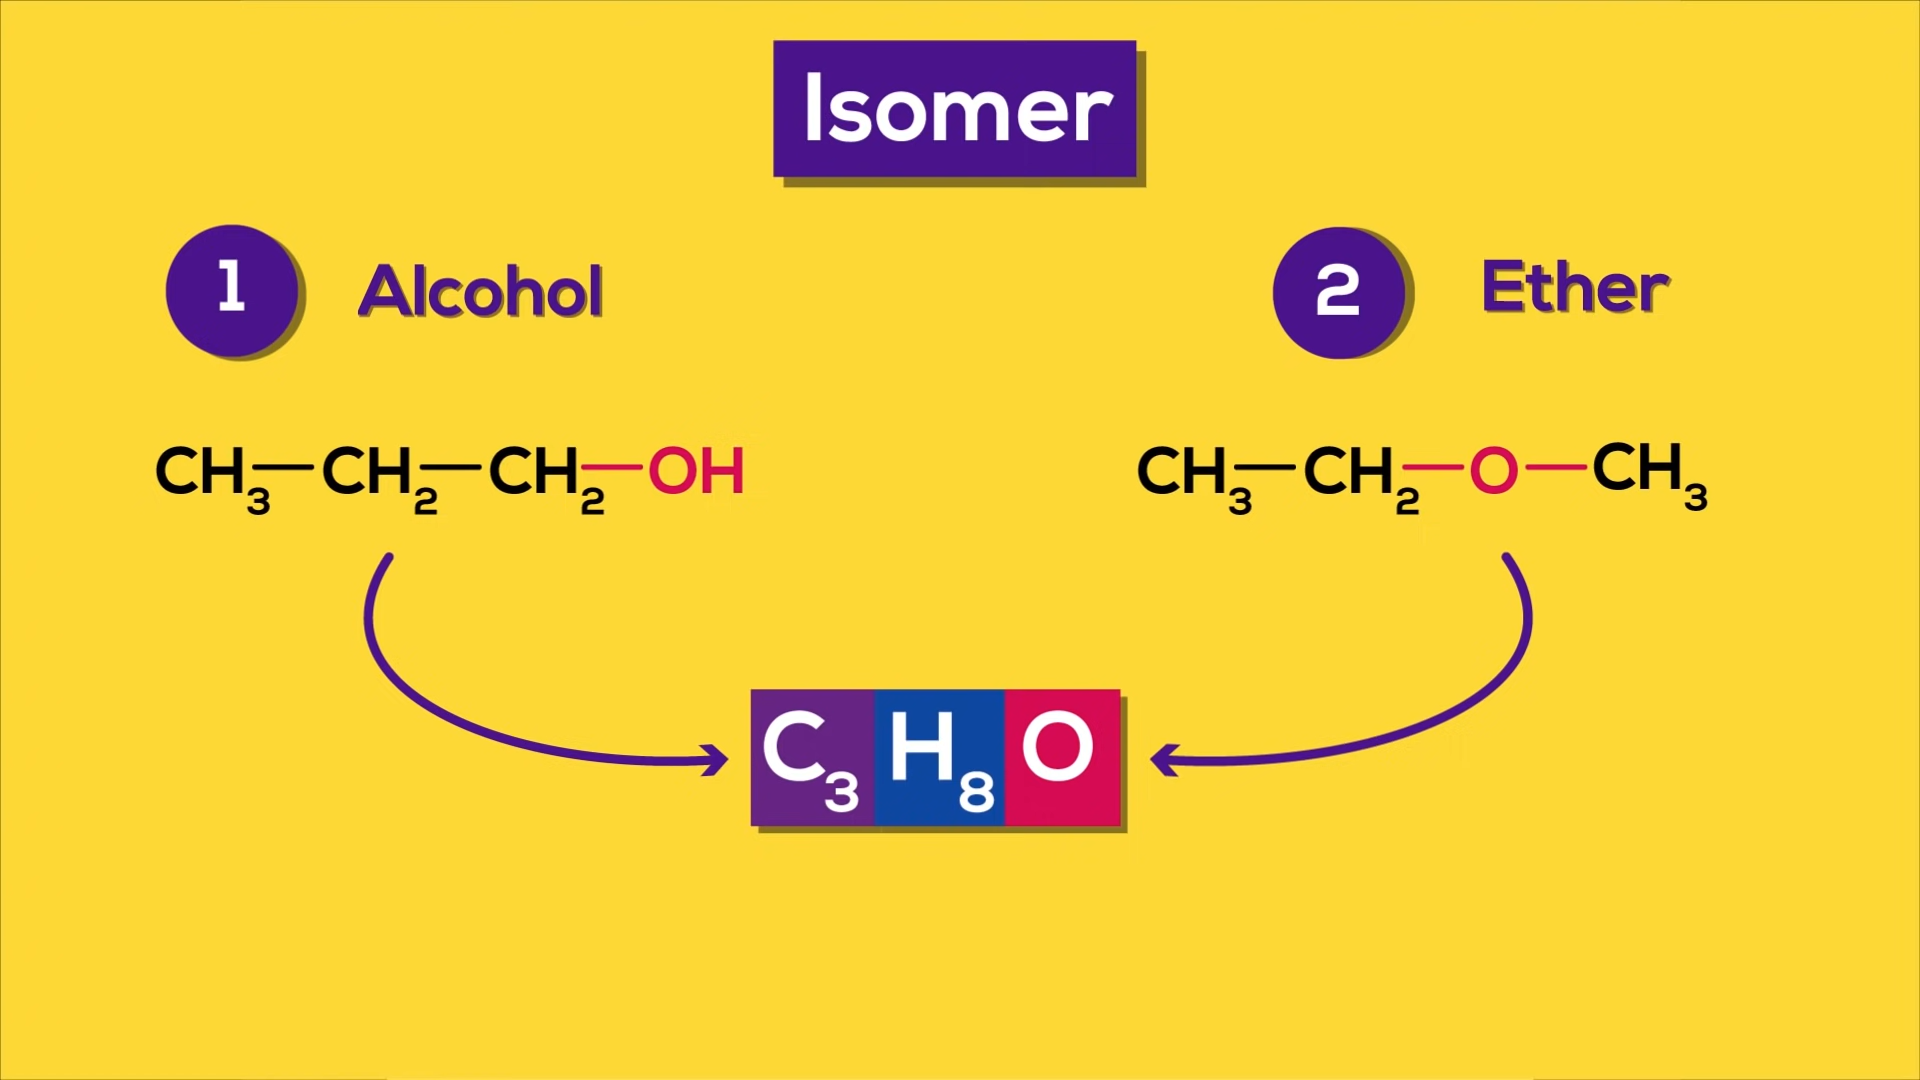 Isomer
1 Alcohol
2 Ether
CH₃—CH₂—CH₂—OH
CH₃—CH₂—O—CH₃
C₃H₈O